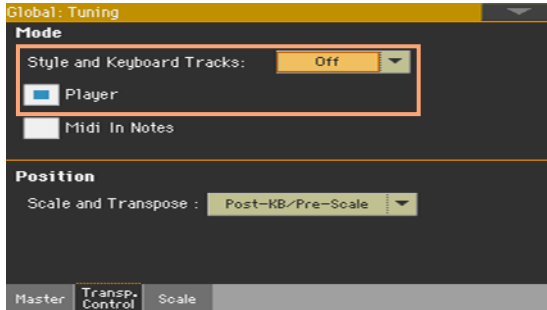 Global: Tuning
Mode
Style and Keyboard Tracks: Off
Player
Midi In Notes
Position
Scale and Transpose : Post-KB/Pre-Scale
Master Transp. Control Scale